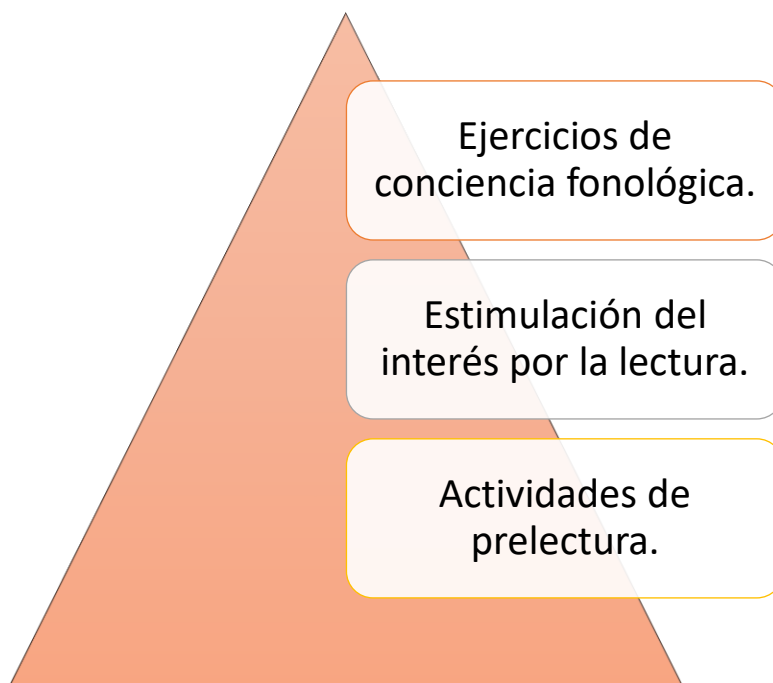 Ejercicios de
conciencia fonológica.
Estimulación del
interés por la lectura.
Actividades de
prelectura.